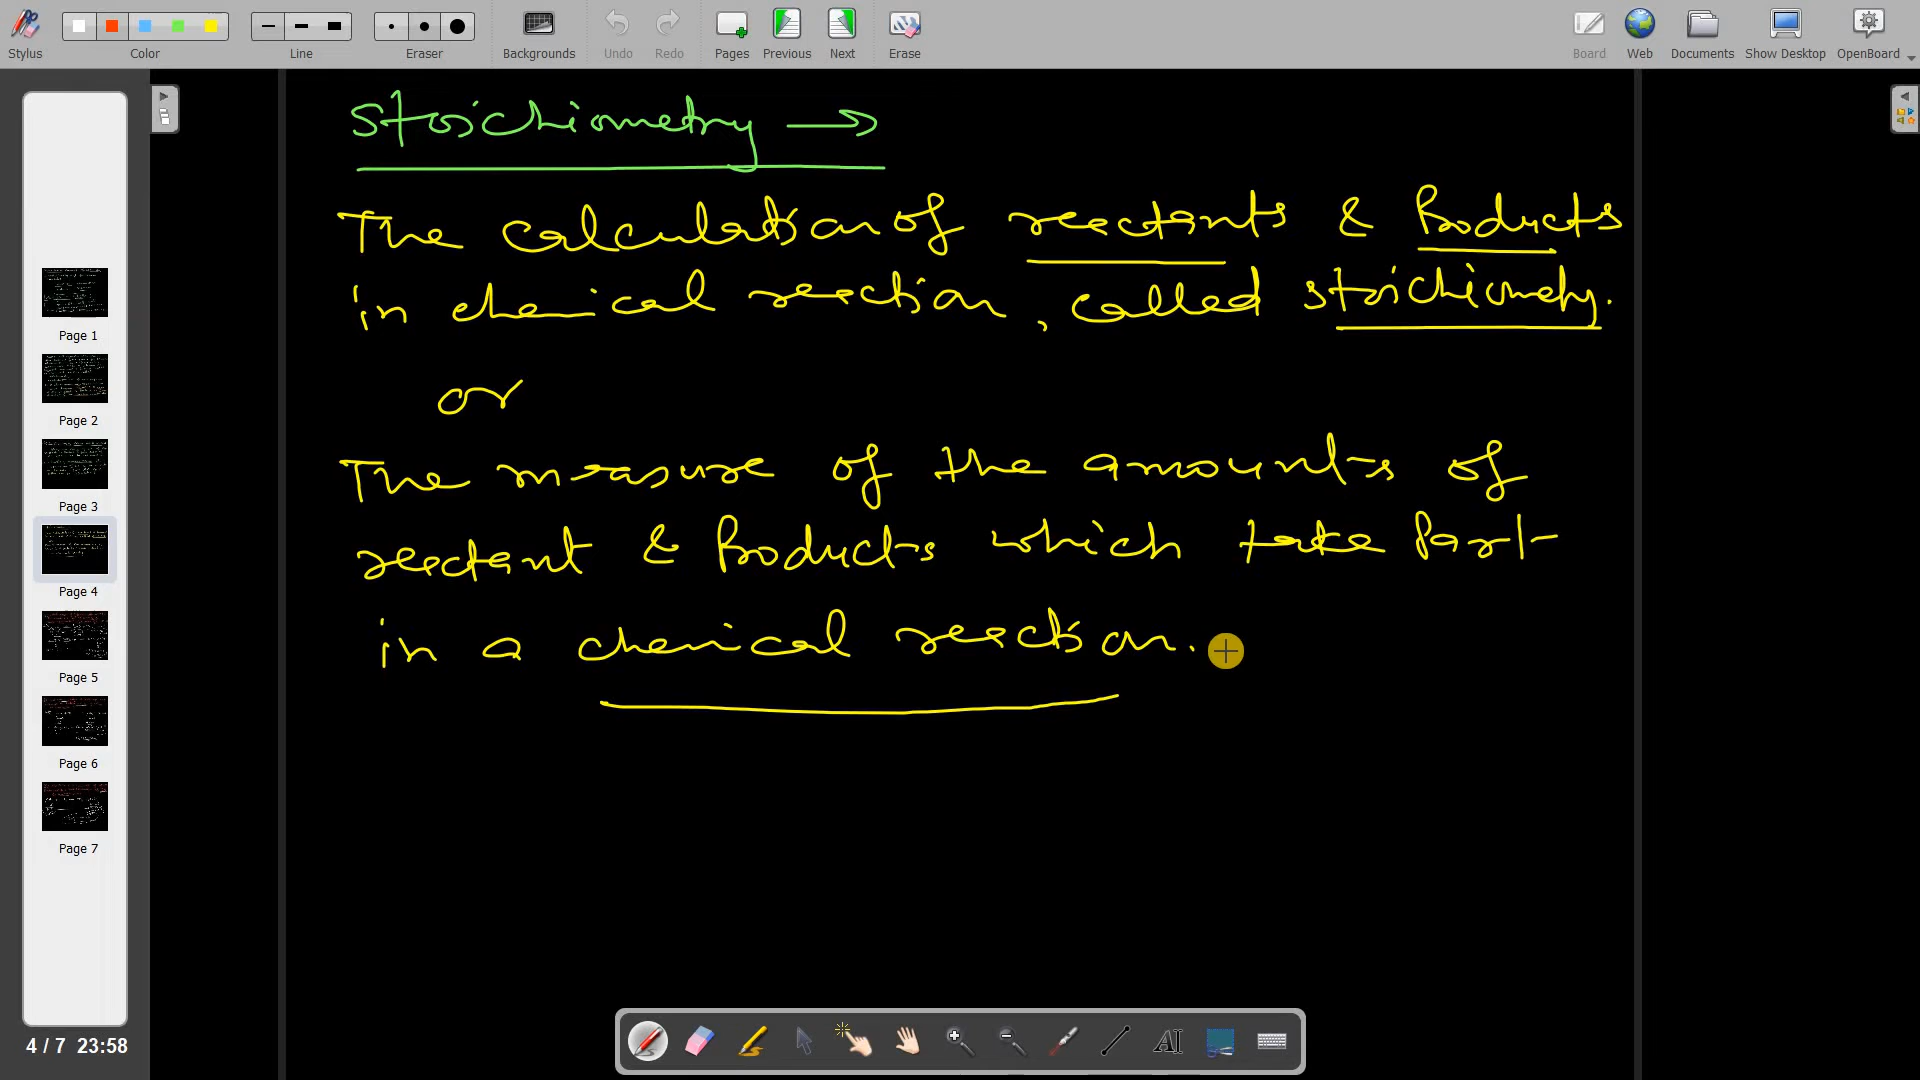 Stylus
Color
Line
Eraser
Backgrounds
Undo
Redo
Pages
Previous
Next
Erase
Board
Web
Documents
Show Desktop
OpenBoard
Stoichiometry →
The calculation of reactants & Products
in chemical reaction, called stoichiometry.
or
The measure of the amounts of
reactant & Products which take Part
in a chemical reaction.
Page 1
Page 2
Page 3
Page 4
Page 5
Page 6
Page 7
4 / 7 23:58
AI